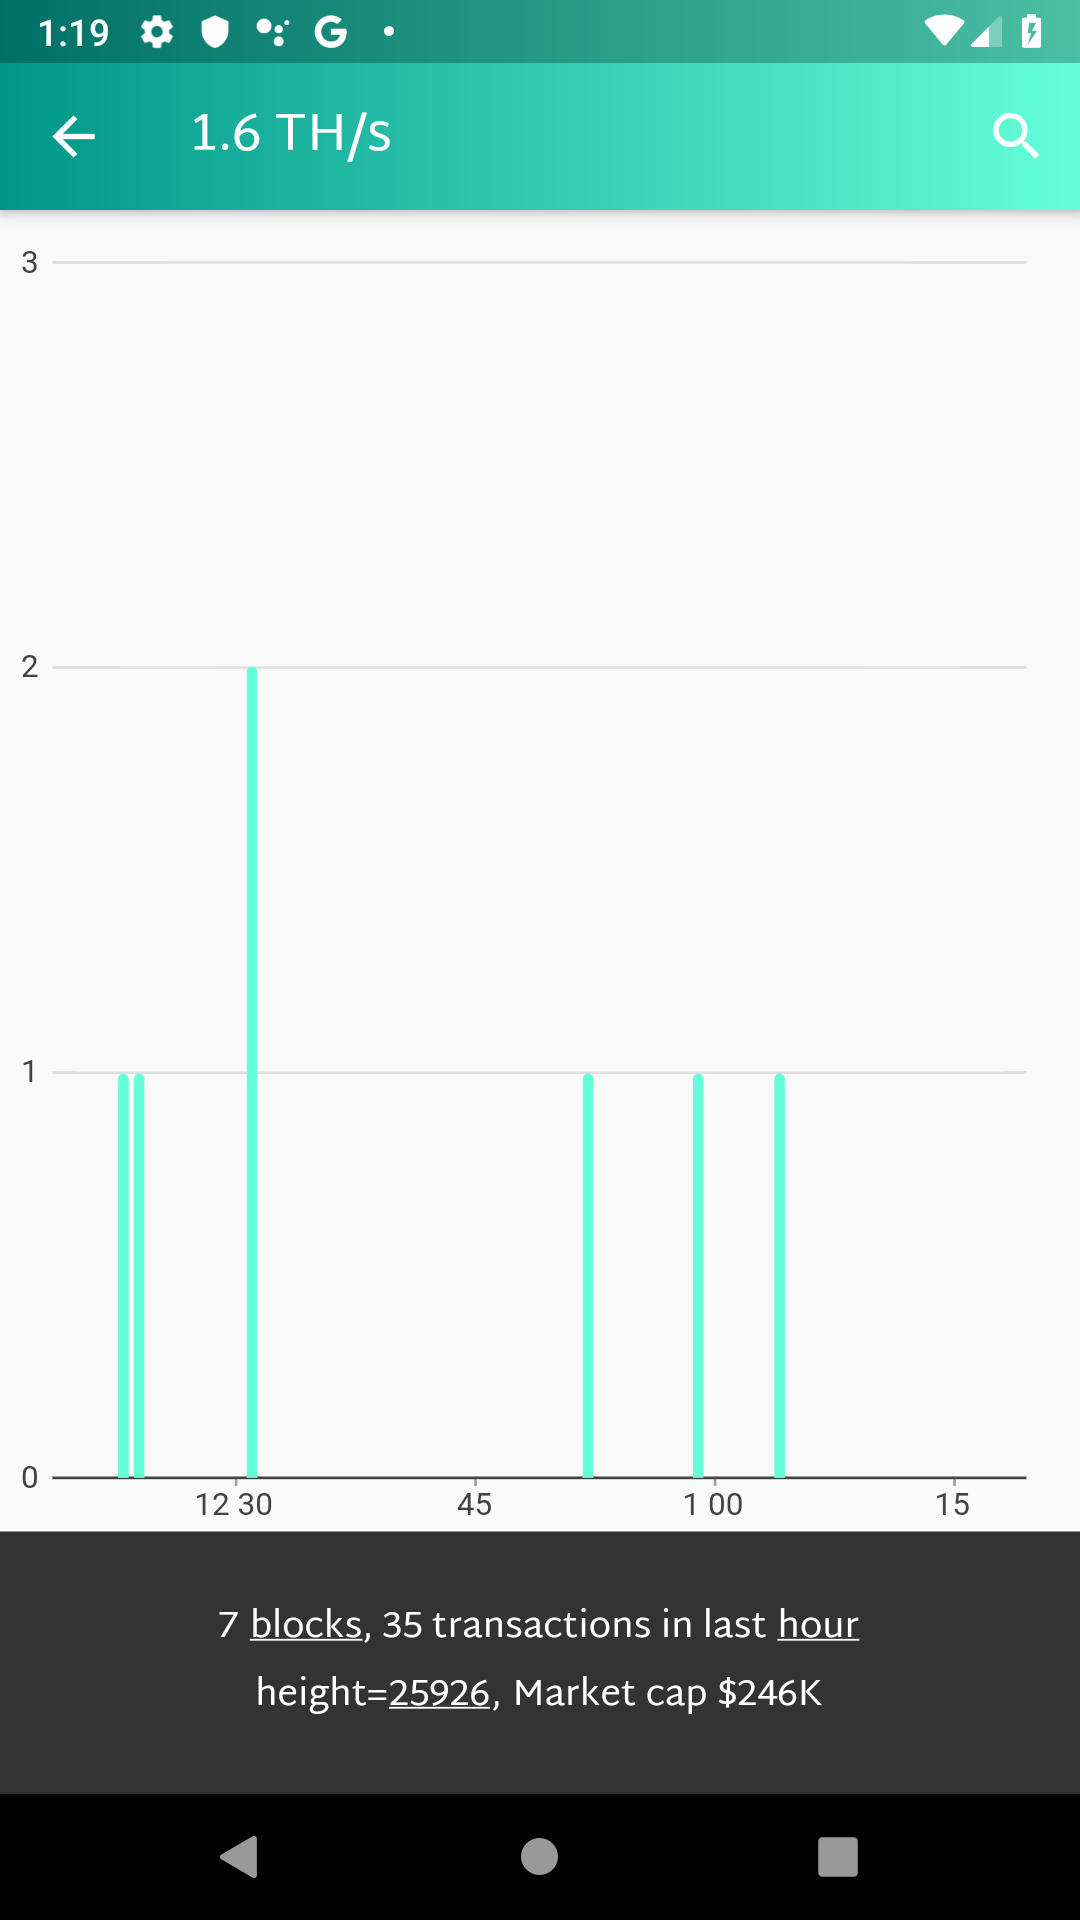 1:19
1.6 TH/s
3
2
1
0
12 30 45 1 00 15
7 blocks, 35 transactions in last hour
height=25926, Market cap $246K